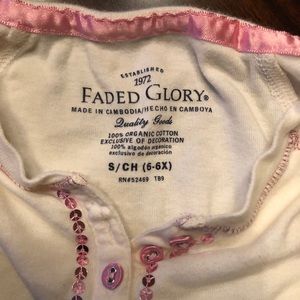 ESTABLISHED
1972
FADED GLORY®
MADE IN CAMBODIA/HECHO EN CAMBOYA
Quality Goods
100% ORGANIC COTTON
EXCLUSIVE OF DECORATION
100% algodón orgánico
exclusivo de decoración
S/CH (6-6X)
RN#52469 TB9